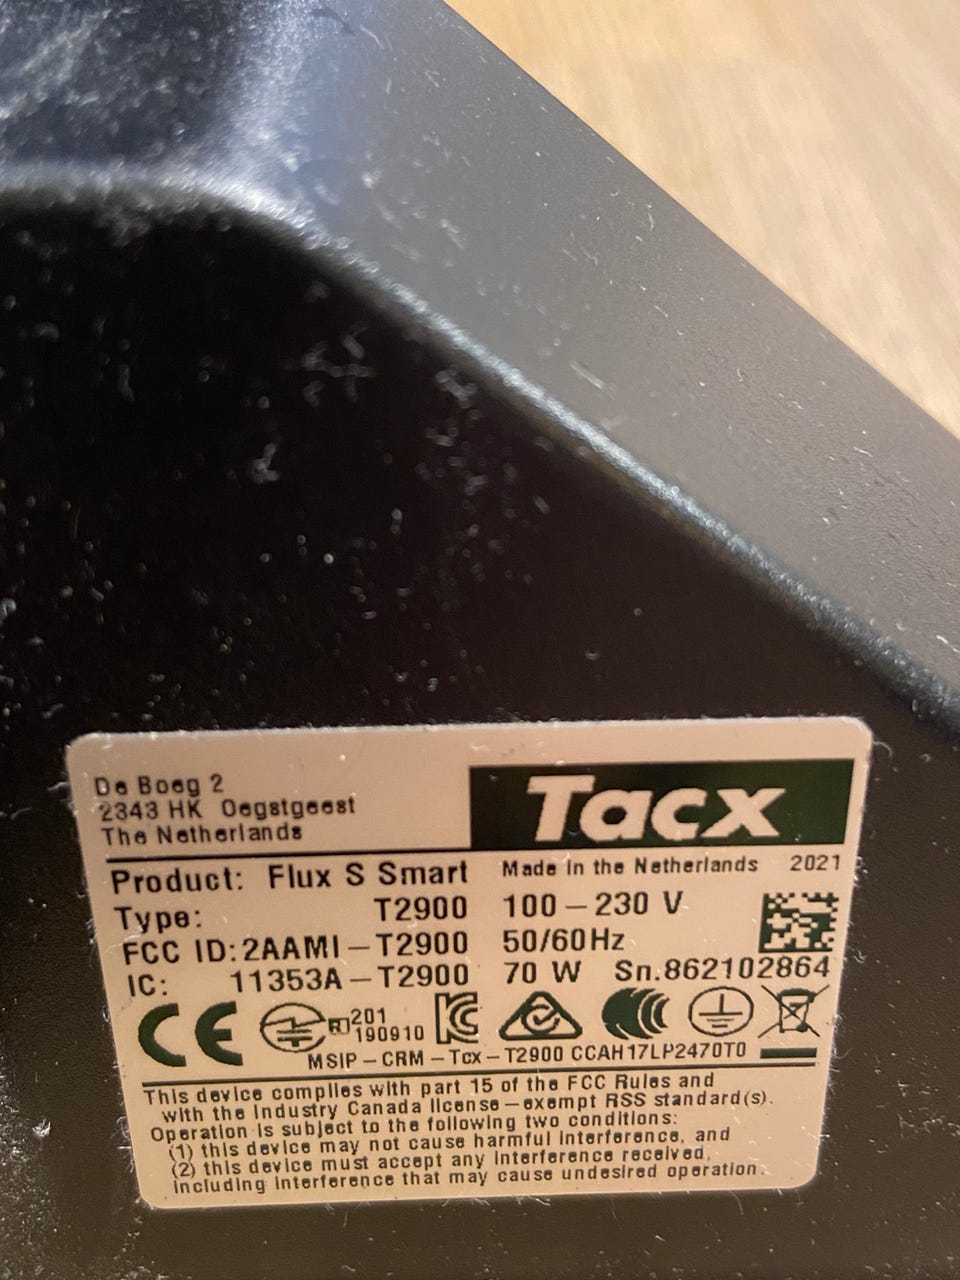 De Boeg 2
2343 HK Oegstgeest
The Netherlands
Tacx
Product: Flux S Smart
Made in the Netherlands 2021
Type: T2900
100 – 230 V
FCC ID: 2AAMI – T2900
50/60Hz
IC: 11353A – T2900
70 W Sn.862102864
CE
R 201
190910
MSIP – CRM – Tcx – T2900 CCAH17LP2470T0
This device complies with part 15 of the FCC Rules and
with the Industry Canada license – exempt RSS standard(s).
Operation is subject to the following two conditions:
(1) this device may not cause harmful interference, and
(2) this device must accept any interference received,
including interference that may cause undesired operation.